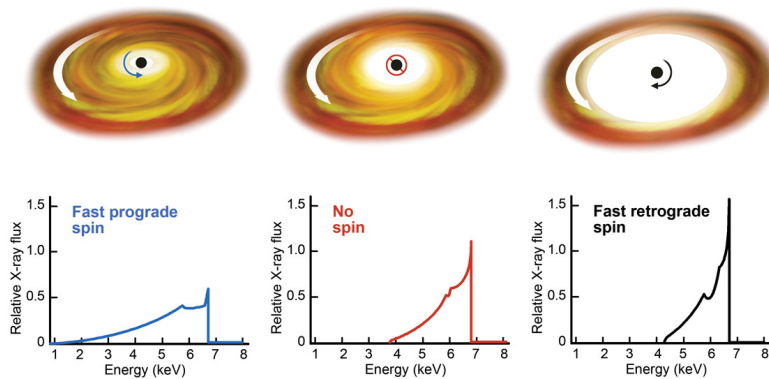 1.5
1.0
0.5
0
Relative X-ray flux
Fast prograde
spin
1 2 3 4 5 6 7 8
Energy (keV)
1.5
1.0
0.5
0
Relative X-ray flux
No
spin
1 2 3 4 5 6 7 8
Energy (keV)
1.5
1.0
0.5
0
Relative X-ray flux
Fast retrograde
spin
1 2 3 4 5 6 7 8
Energy (keV)